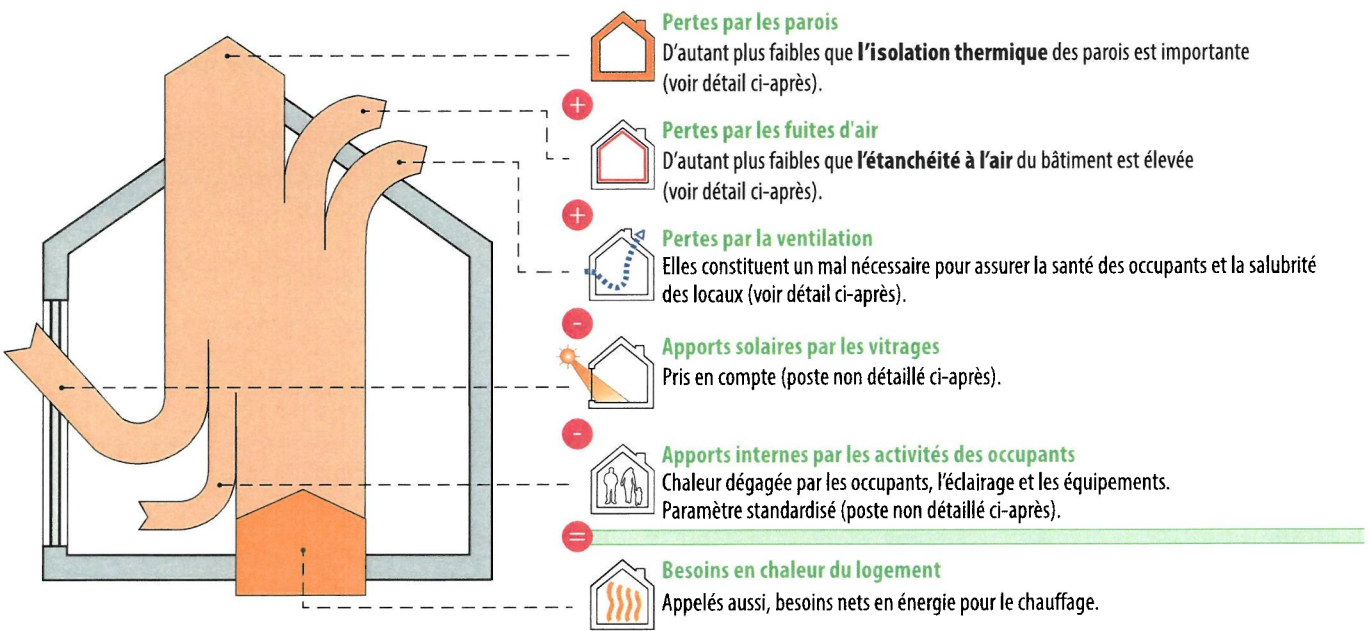 Pertes par les parois
D'autant plus faibles que l'isolation thermique des parois est importante
(voir détail ci-après).
+
Pertes par les fuites d'air
D'autant plus faibles que l'étanchéité à l'air du bâtiment est élevée
(voir détail ci-après).
+
Pertes par la ventilation
Elles constituent un mal nécessaire pour assurer la santé des occupants et la salubrité
des locaux (voir détail ci-après).
-
Apports solaires par les vitrages
Pris en compte (poste non détaillé ci-après).
-
Apports internes par les activités des occupants
Chaleur dégagée par les occupants, l'éclairage et les équipements.
Paramètre standardisé (poste non détaillé ci-après).
=
Besoins en chaleur du logement
Appelés aussi, besoins nets en énergie pour le chauffage.